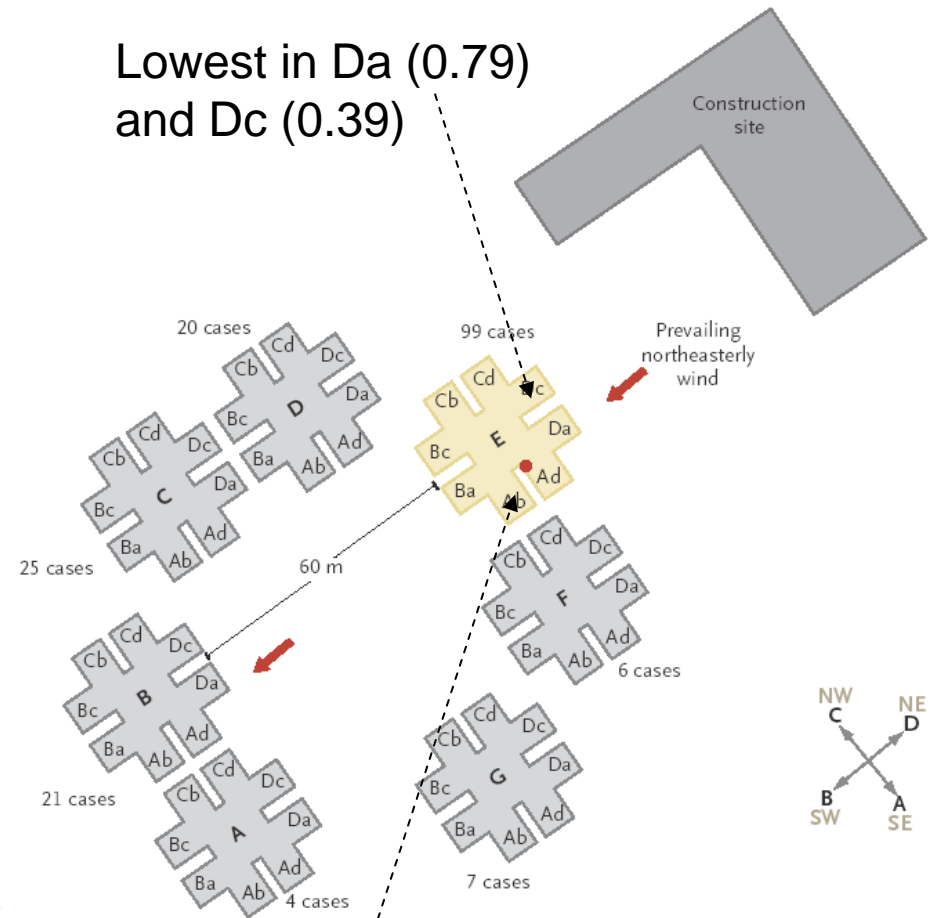 Lowest in Da (0.79)
and Dc (0.39)
Construction
site
20 cases
99 cases
Prevailing
northeasterly
wind
Cd
Dc
Cb
Da
D
Bc
Ad
Ba
Ab
Cd
Cb
Da
E
Bc
Ad
Ba
Ab
Cd
Dc
Cb
Da
C
Bc
Ad
Ba
Ab
25 cases
60 m
Cd
Dc
Cb
Da
F
Bc
Ad
Ba
Ab
6 cases
Cd
Dc
Cb
Da
B
Bc
Ad
Ba
Ab
21 cases
Cd
Dc
Cb
Da
G
Bc
Ad
Ba
Ab
7 cases
Cd
Dc
Cb
Da
A
Bc
Ad
Ba
Ab
4 cases
NW
C
NE
D
B
SW
A
SE